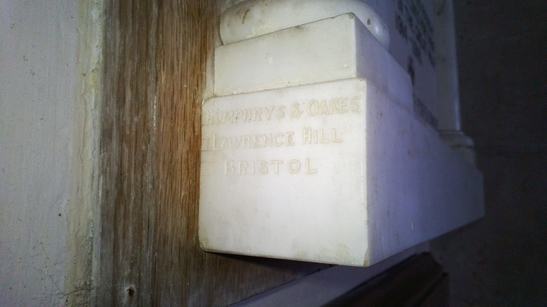 HUMPHRYS & OAKES
LAWRENCE HILL
BRISTOL